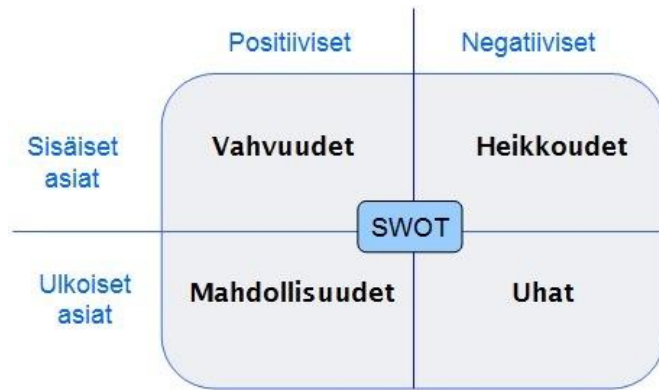 Positiiviset Negatiiviset
Sisäiset
asiat
Vahvuudet Heikkoudet
SWOT
Ulkoiset
asiat
Mahdollisuudet Uhat